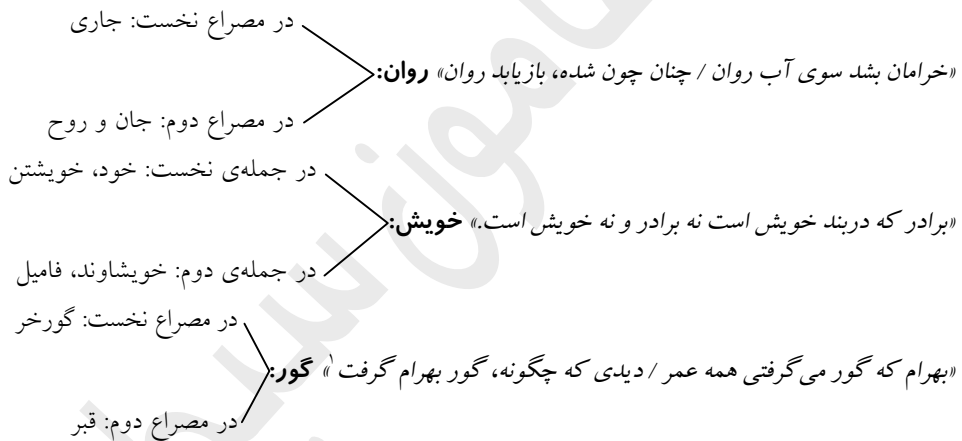 در مصراع نخست: جاری
«خرامان بشد سوی آب روان / چنان چون شده، بازیابد روان» روان:
در مصراع دوم: جان و روح
در جمله‌ی نخست: خود، خویشتن
«برادر که دربند خویش است نه برادر و نه خویش است.» خویش:
در جمله‌ی دوم: خویشاوند، فامیل
در مصراع نخست: گورخر
«بهرام که گور می‌گرفتی همه عمر / دیدی که چگونه، گور بهرام گرفت ۱» گور:
در مصراع دوم: قبر